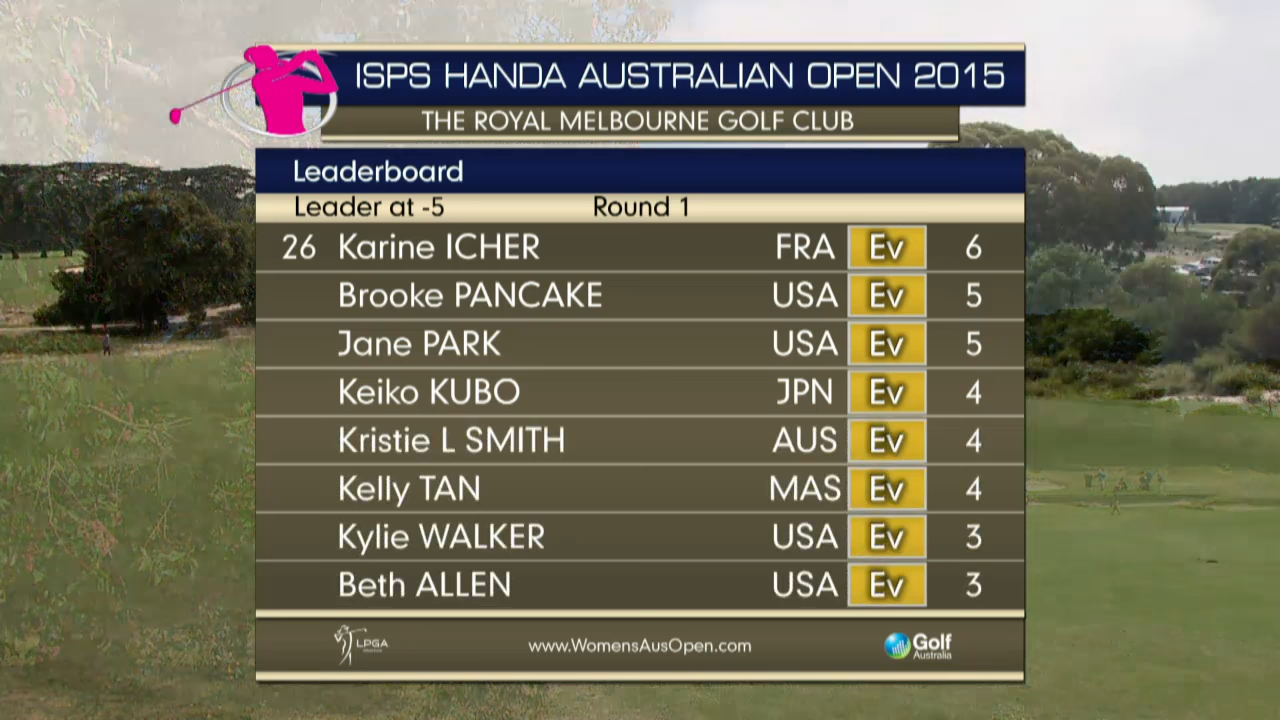 ISPS HANDA AUSTRALIAN OPEN 2015
THE ROYAL MELBOURNE GOLF CLUB
Leaderboard
Leader at -5 Round 1
26 Karine ICHER FRA Ev 6
Brooke PANCAKE USA Ev 5
Jane PARK USA Ev 5
Keiko KUBO JPN Ev 4
Kristie L SMITH AUS Ev 4
Kelly TAN MAS Ev 4
Kylie WALKER USA Ev 3
Beth ALLEN USA Ev 3
LPGA www.WomensAusOpen.com Golf Australia